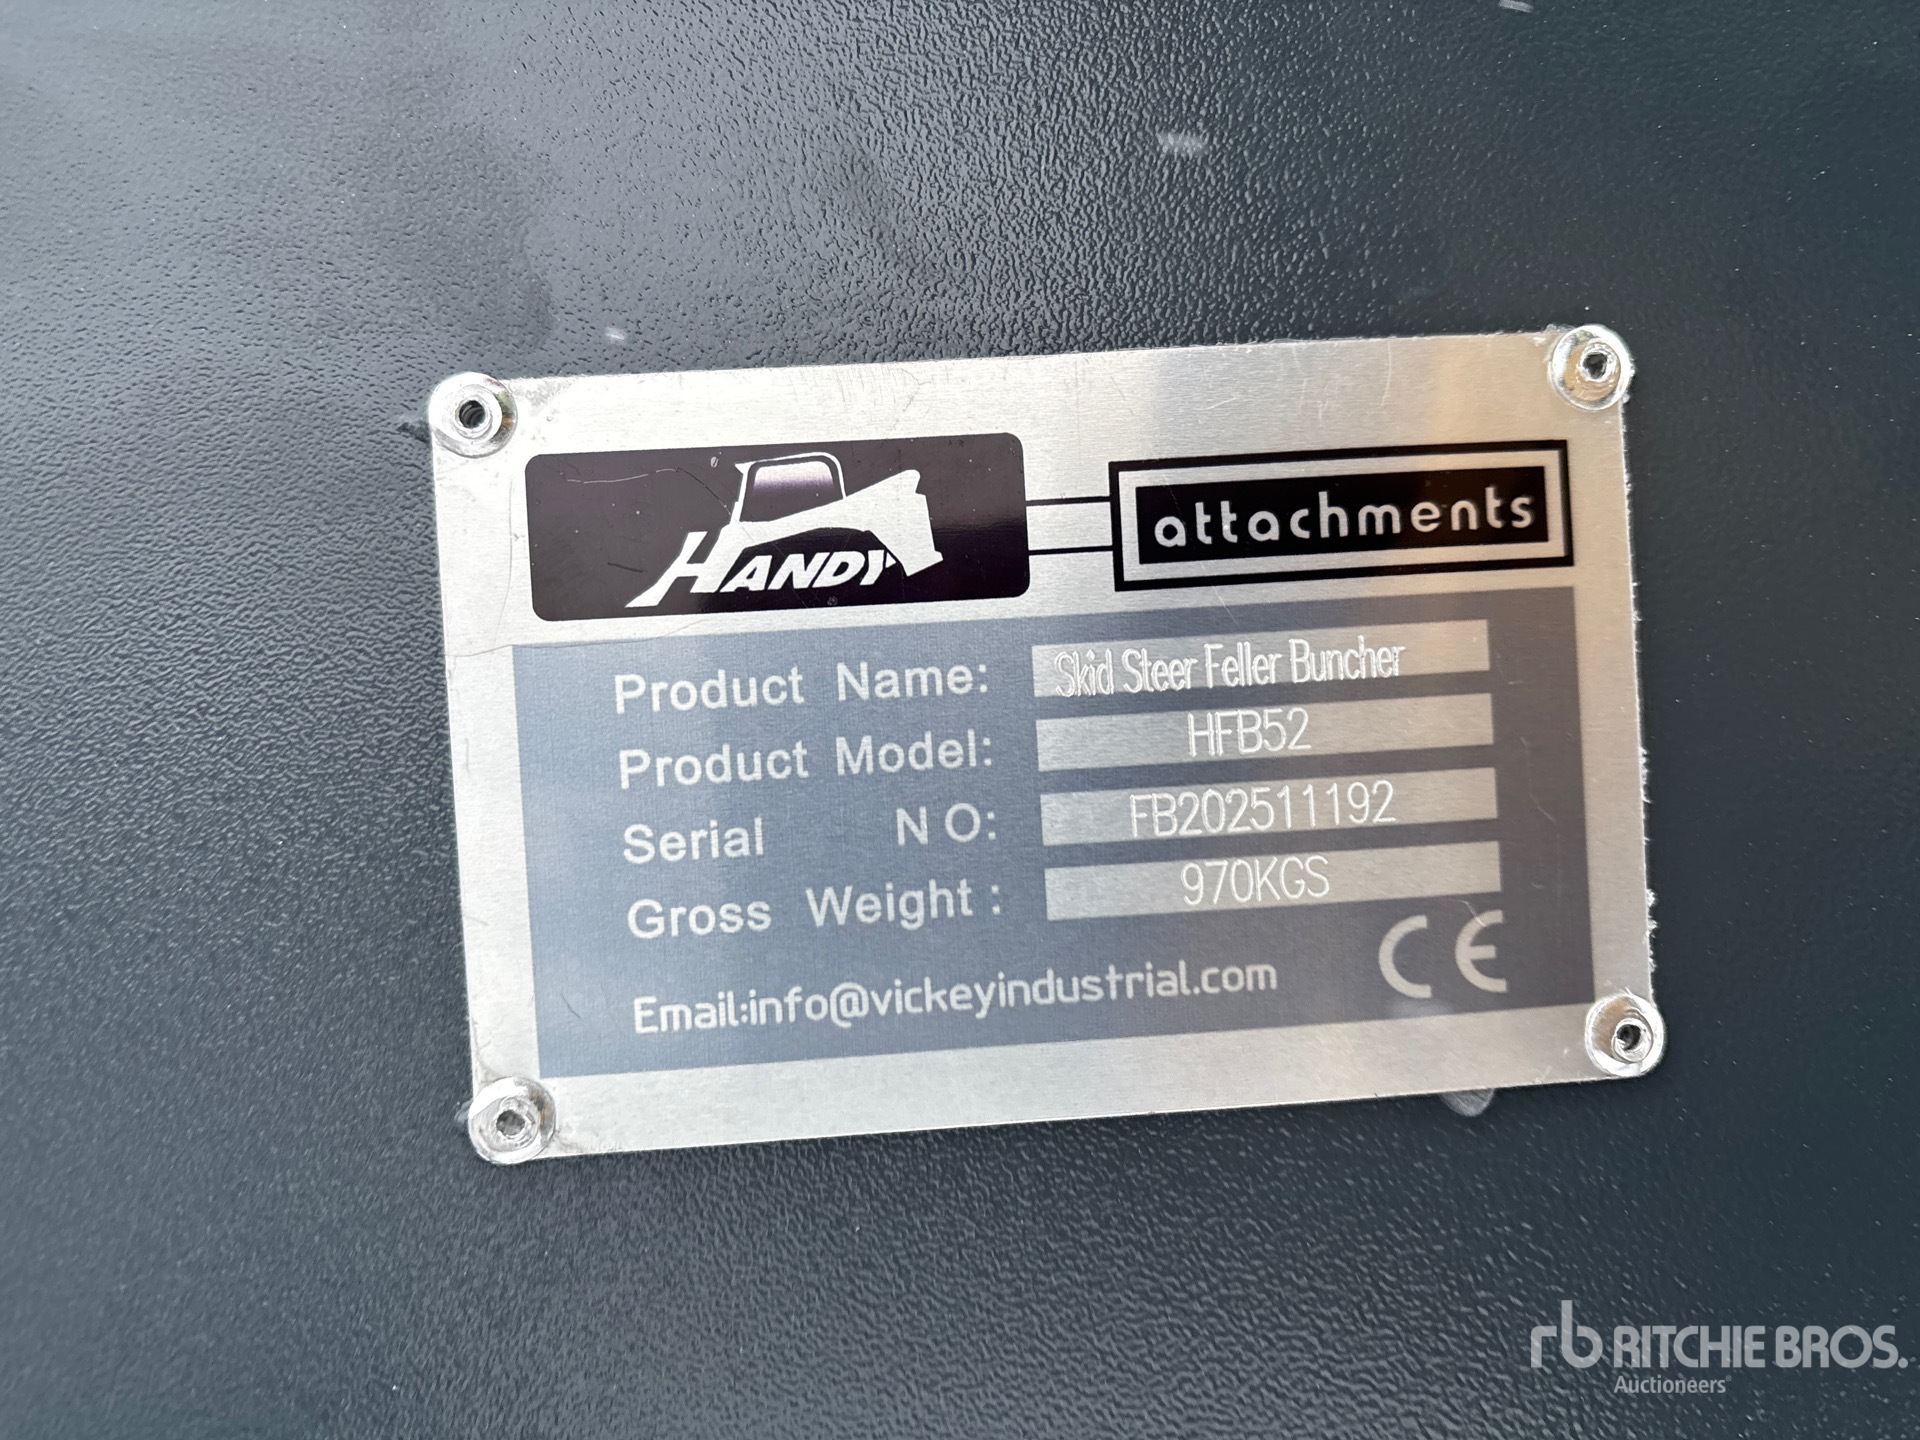 HANDY
attachments
Product Name: Skid Steer Feller Buncher
Product Model: HFB52
Serial NO: FB202511192
Gross Weight: 970KGS
Email:info@vickeyindustrial.com
CE
rb RITCHIE BROS.
Auctioneers